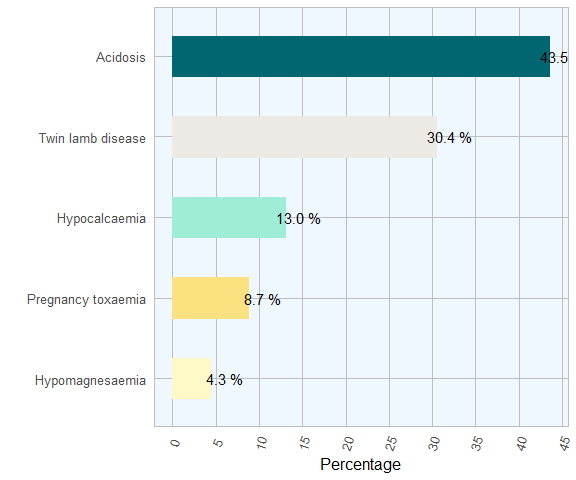 Acidosis
43.5
Twin lamb disease
30.4 %
Hypocalcaemia
13.0 %
Pregnancy toxaemia
8.7 %
Hypomagnesaemia
4.3 %
0 5 10 15 20 25 30 35 40 45
Percentage